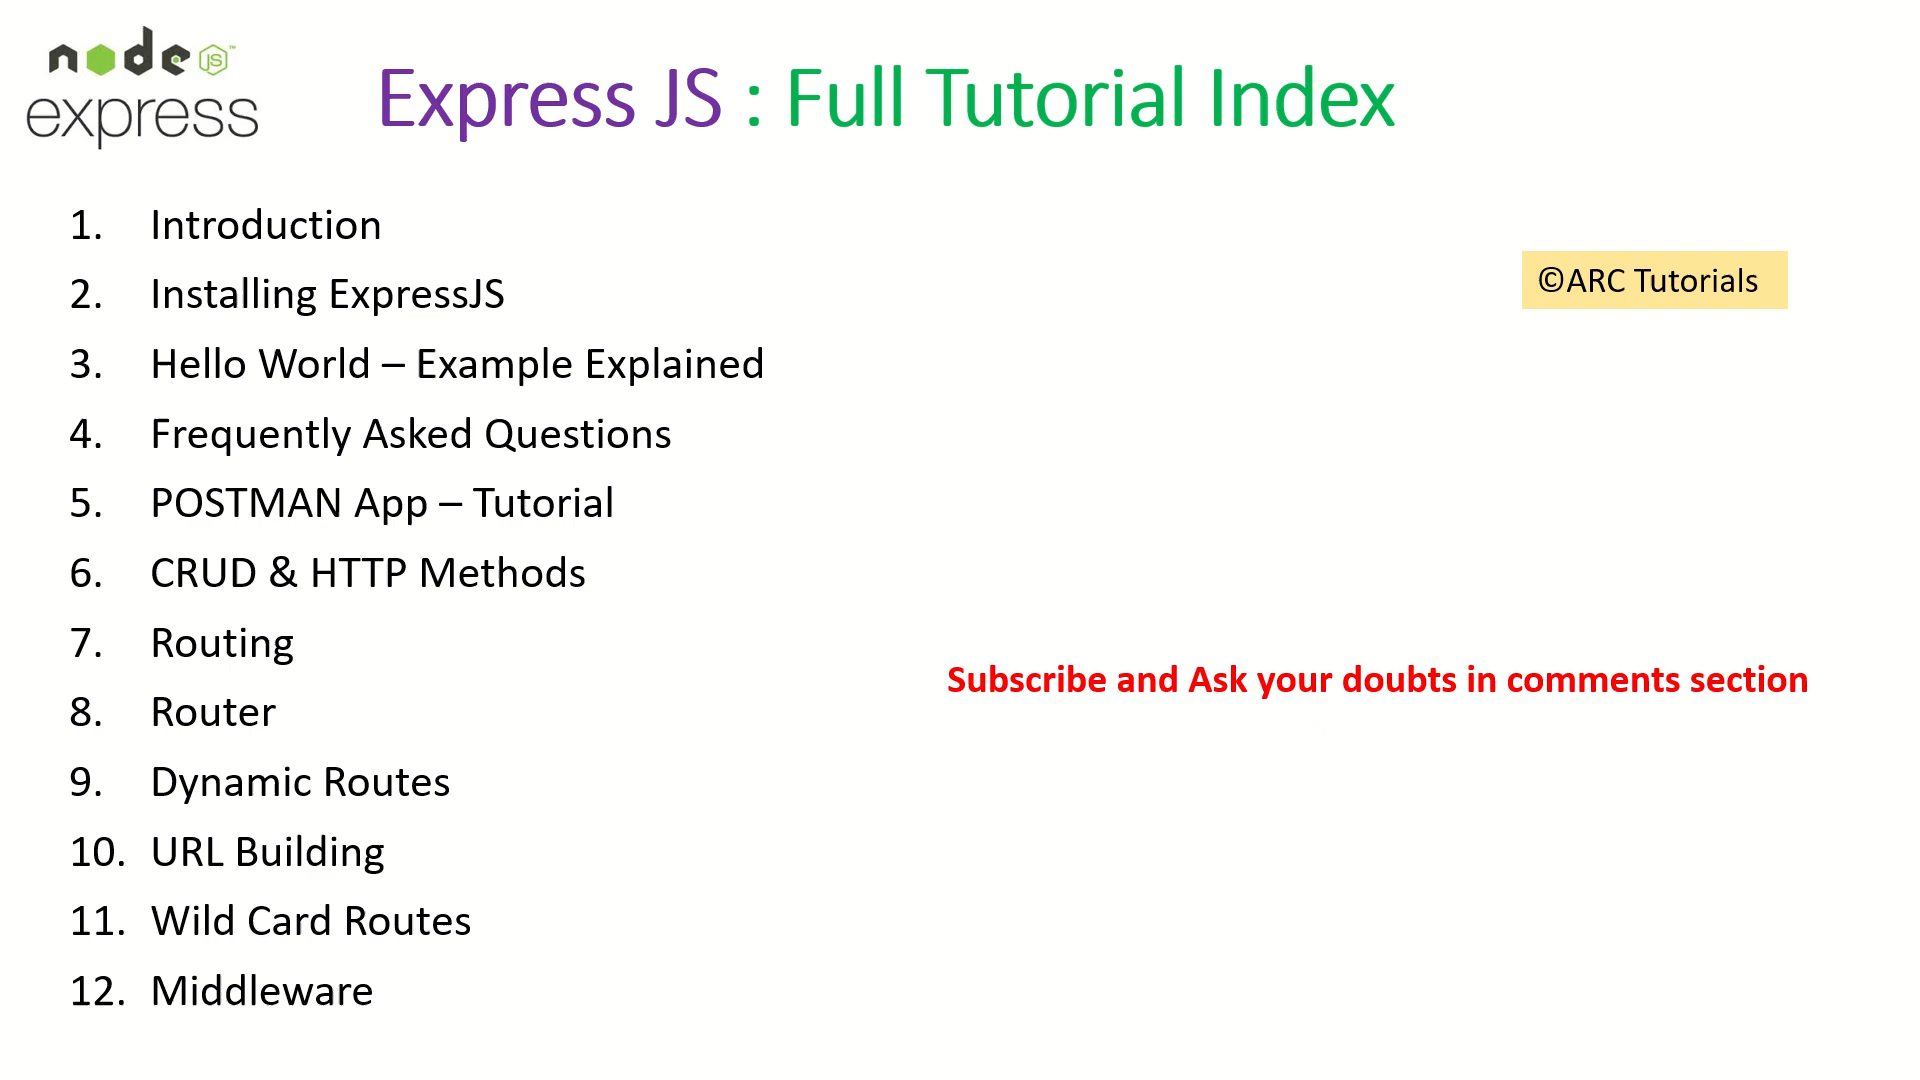 node JS ™
express
Express JS : Full Tutorial Index
1. Introduction
2. Installing ExpressJS
3. Hello World – Example Explained
4. Frequently Asked Questions
5. POSTMAN App – Tutorial
6. CRUD & HTTP Methods
7. Routing
8. Router
9. Dynamic Routes
10. URL Building
11. Wild Card Routes
12. Middleware
©ARC Tutorials
Subscribe and Ask your doubts in comments section